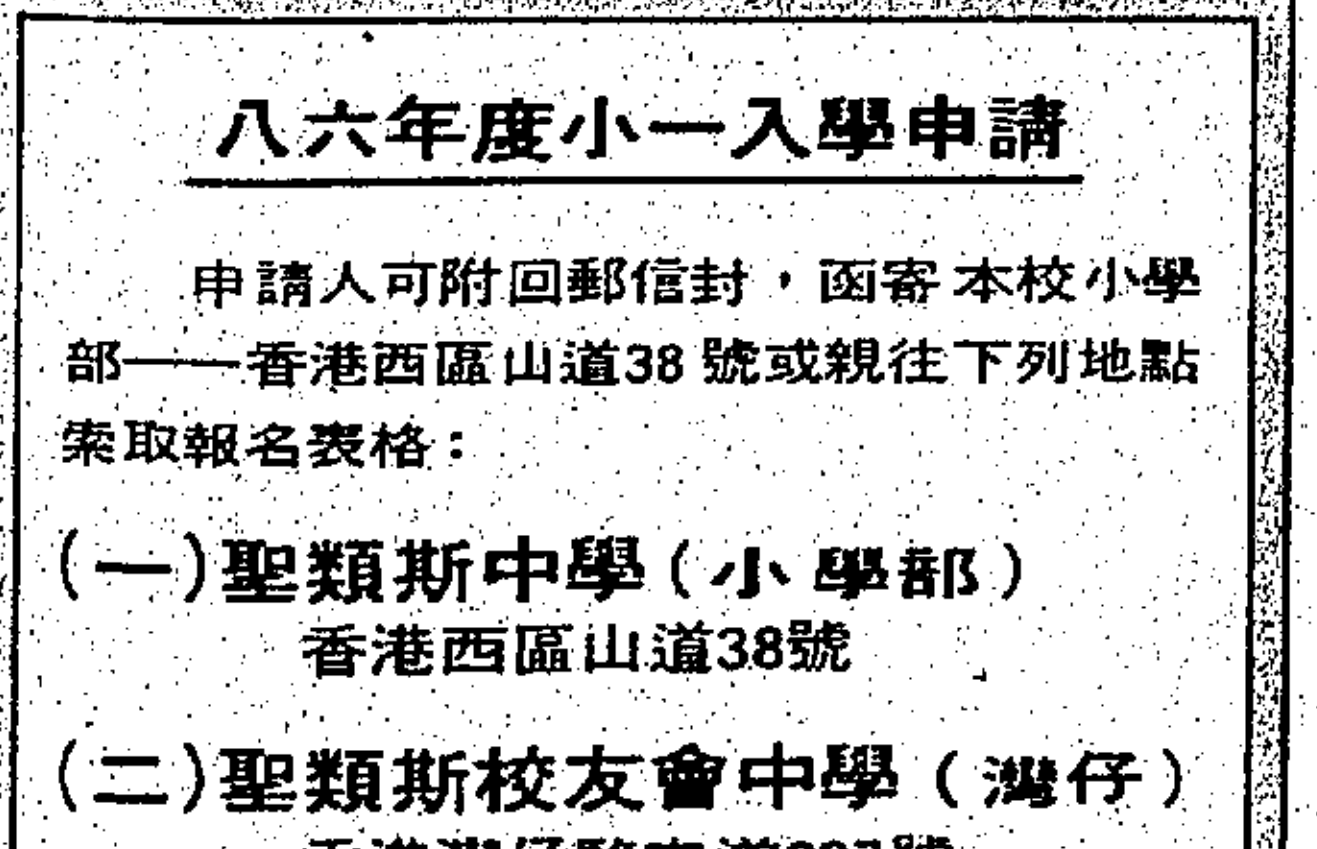 八六年度小一入學申請
申請人可附回郵信封,函寄本校小學
部——香港西區山道38號或親往下列地點
索取報名表格:
(一)聖類斯中學(小學部)
香港西區山道38號
(二)聖類斯校友會中學(灣仔)